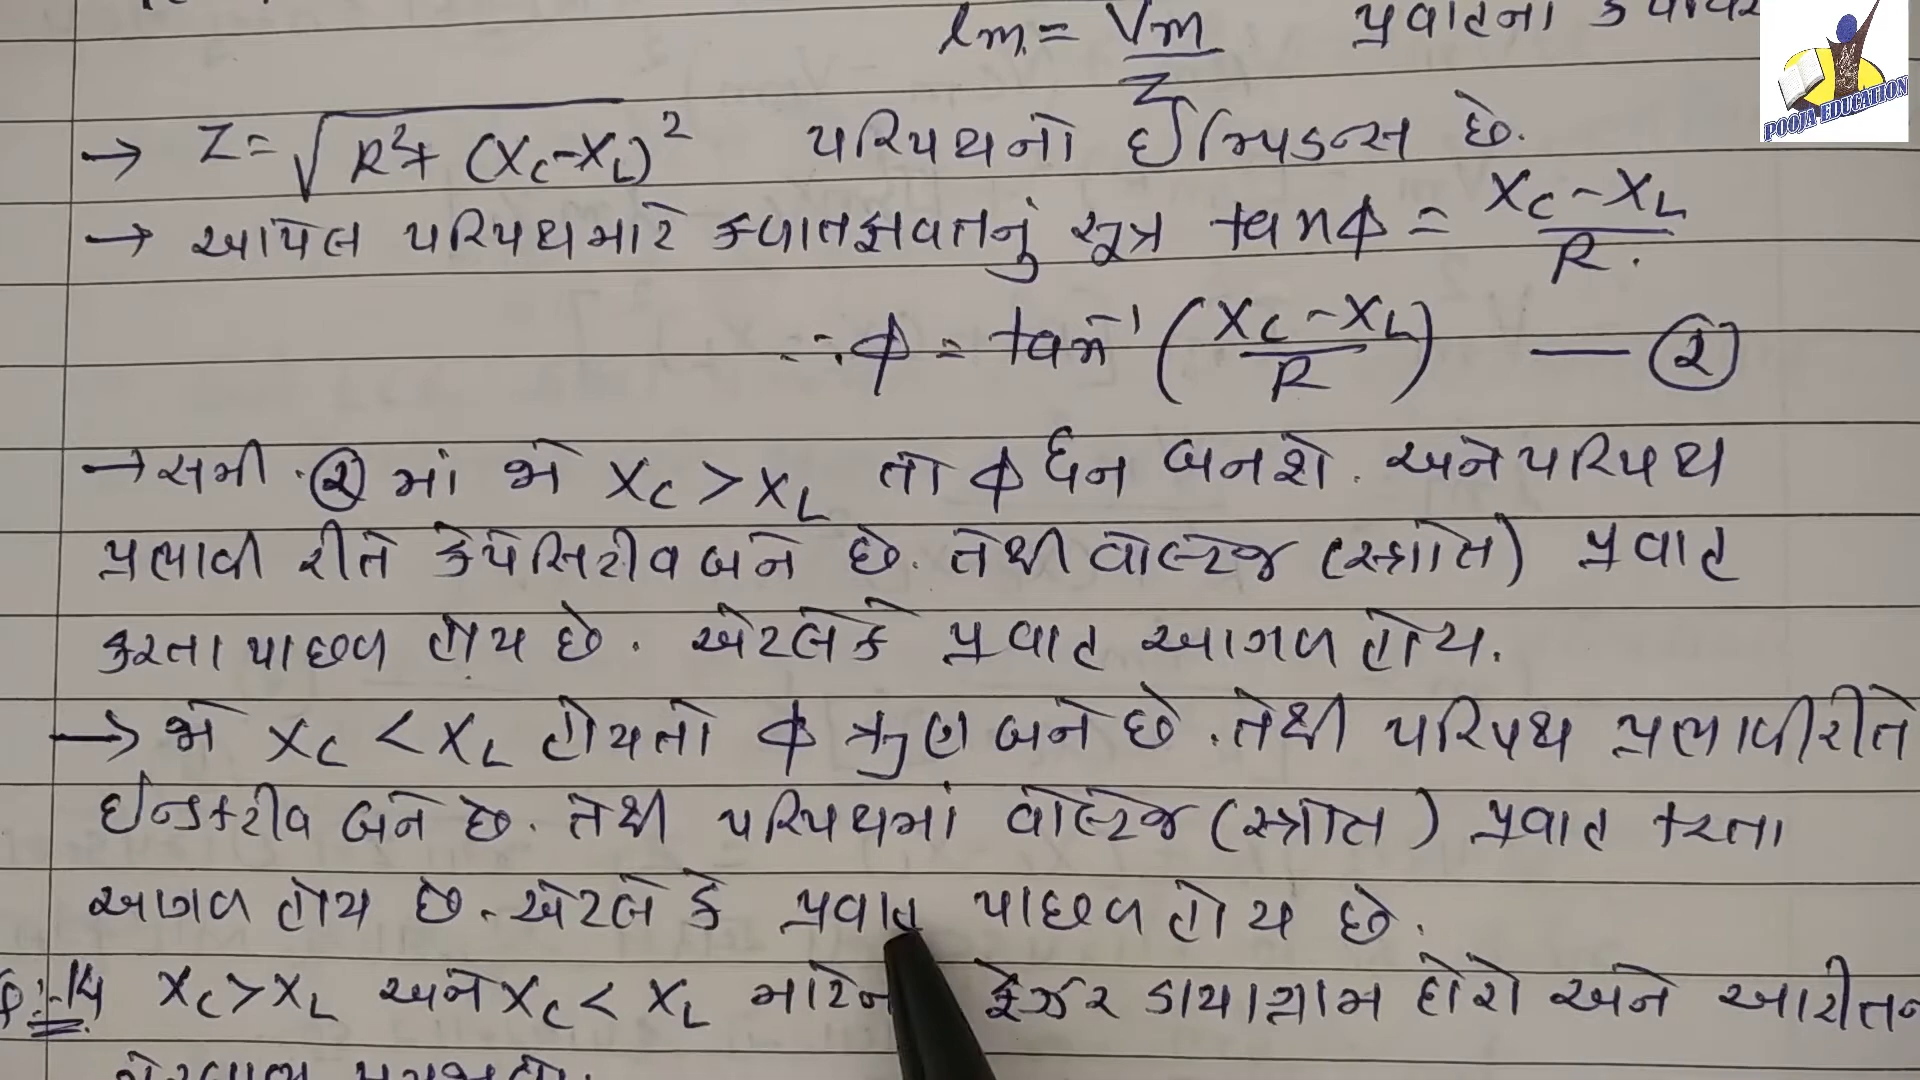 Im = Vm / Z પ્રવાહના
POOJA EDUCATION
→ Z = √R²+ (XC-XL)² પરિપથનો ઈમ્પિડન્સ છે.
→ આપેલ પરિપથ માટે કળાતફાવતનું સૂત્ર tanϕ = XC-XL / R.
∴ ϕ = tan⁻¹ (XC-XL / R) — ②
→ સમી. ② માં જો XC > XL તો ϕ ધન બનશે. અને પરિપથ
પ્રભાવી રીતે કેપેસિટીવ બને છે. તેથી વોલ્ટેજ (સ્ત્રોત) પ્રવાહ
કરતા પાછળ હોય છે. એટલે કે પ્રવાહ આગળ હોય.
→ જો XC < XL હોય તો ϕ ઋણ બને છે. તેથી પરિપથ પ્રભાવી રીતે
ઈન્ડકટીવ બને છે. તેથી પરિપથમાં વોલ્ટેજ (સ્ત્રોત) પ્રવાહ કરતા
આગળ હોય છે. એટલે કે પ્રવાહ પાછળ હોય છે.
XC > XL અને XC < XL માટેના ફેઝર ડાયાગ્રામ દોરો અને આ રીતના